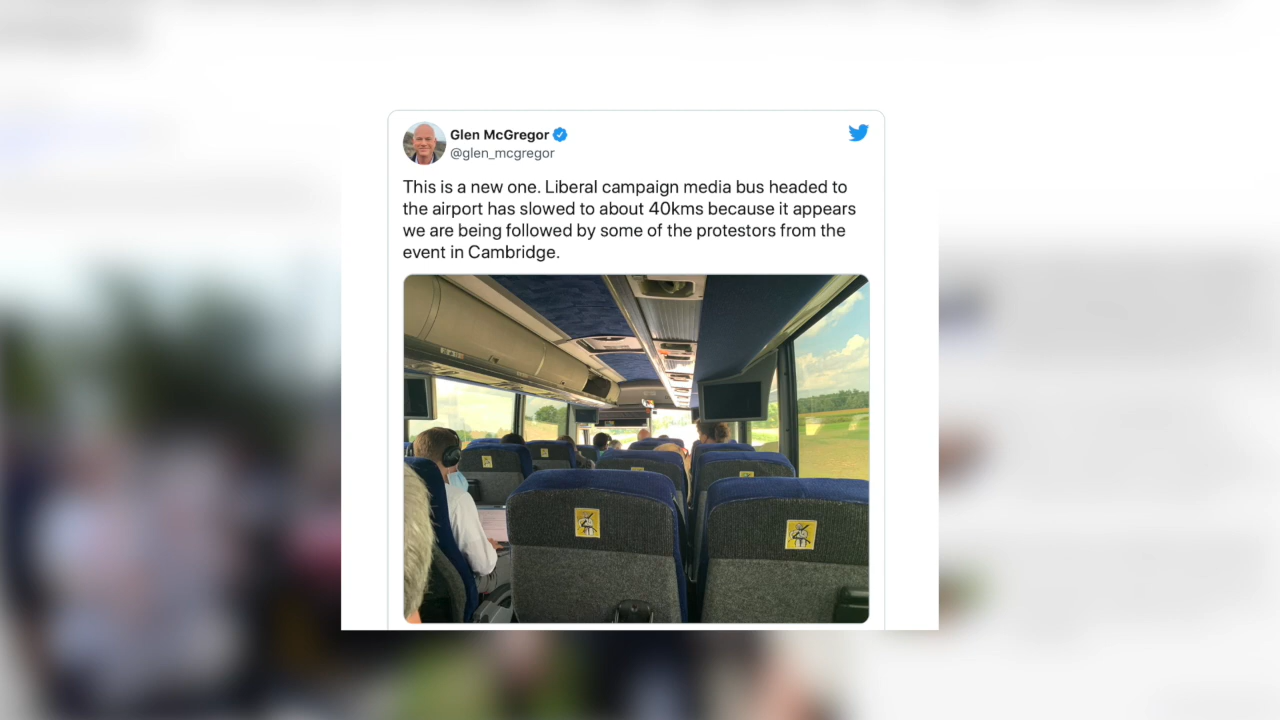 Glen McGregor
@glen_mcgregor
This is a new one. Liberal campaign media bus headed to
the airport has slowed to about 40kms because it appears
we are being followed by some of the protestors from the
event in Cambridge.